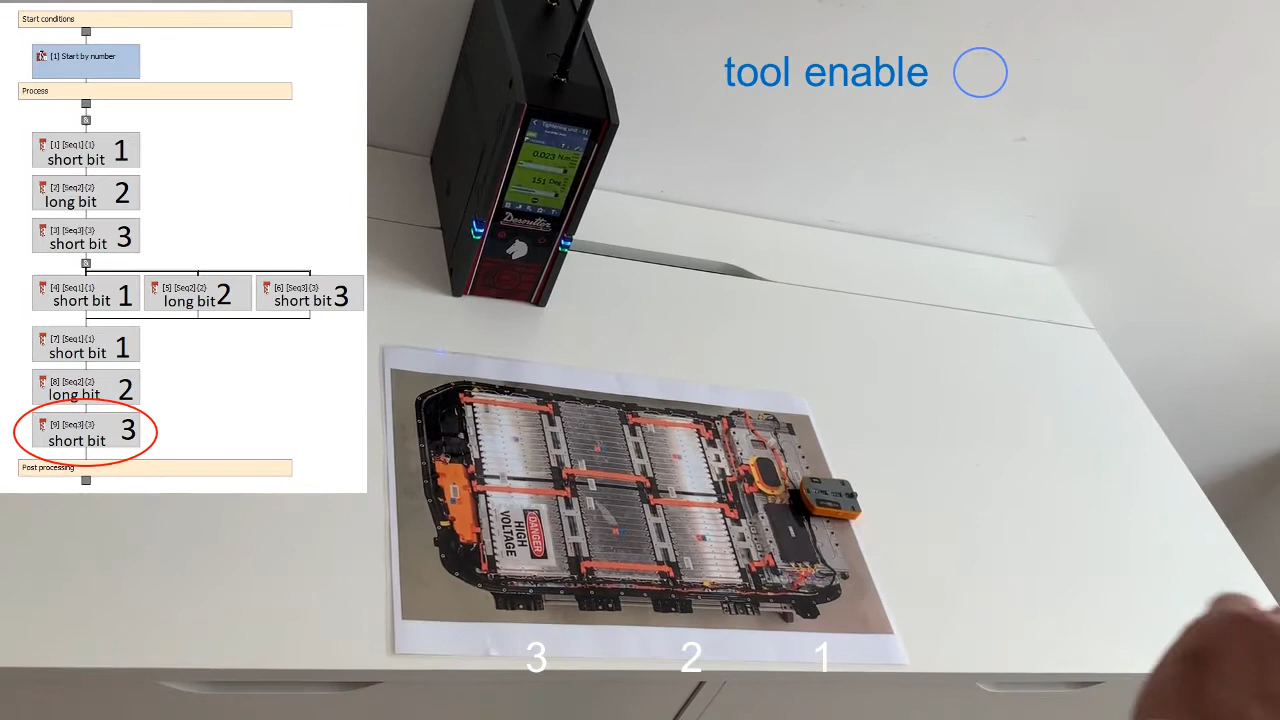 Start conditions
[1] Start by number
Process
[1] [Seq1]{1}
short bit 1
[2] [Seq2]{2}
long bit 2
[3] [Seq3]{3}
short bit 3
[4] [Seq1]{1}
short bit 1
[5] [Seq2]{2}
long bit 2
[6] [Seq3]{3}
short bit 3
[7] [Seq1]{1}
short bit 1
[8] [Seq2]{2}
long bit 2
[9] [Seq3]{3}
short bit 3
Post processing
tool enable
Tightening unit - S1
0.023 N.m
151 Deg
Desoutter
DANGER
HIGH
VOLTAGE
3 2 1